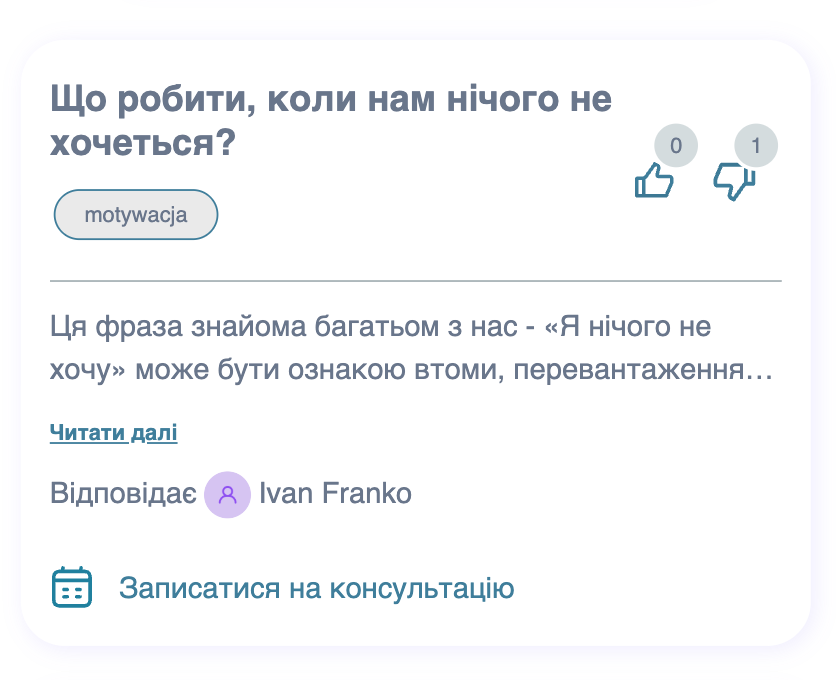 Що робити, коли нам нічого не
хочеться?
0
1
motywacja
Ця фраза знайома багатьом з нас - «Я нічого не
хочу» може бути ознакою втоми, перевантаження…
Читати далі
Відповідає Ivan Franko
Записатися на консультацію